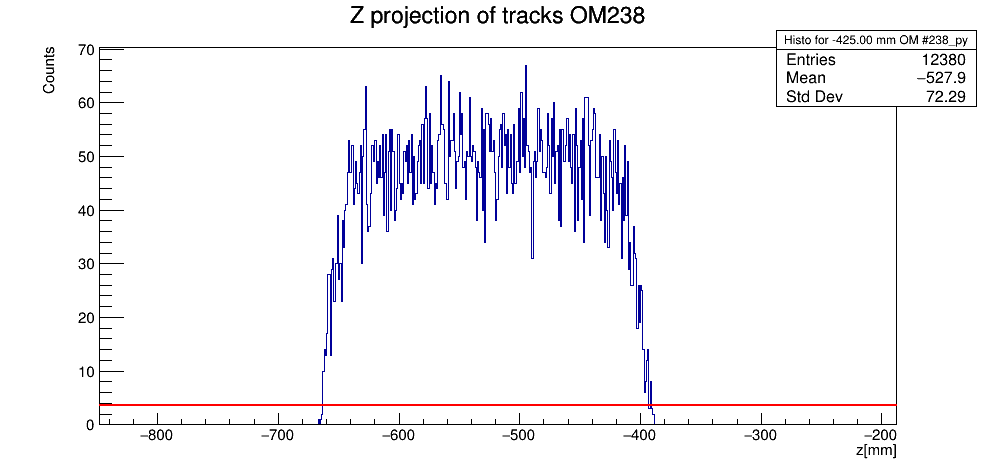 Z projection of tracks OM238
Histo for -425.00 mm OM #238_py
Entries 12380
Mean −527.9
Std Dev 72.29
Counts
70
60
50
40
30
20
10
0
−800 −700 −600 −500 −400 −300 −200
z[mm]